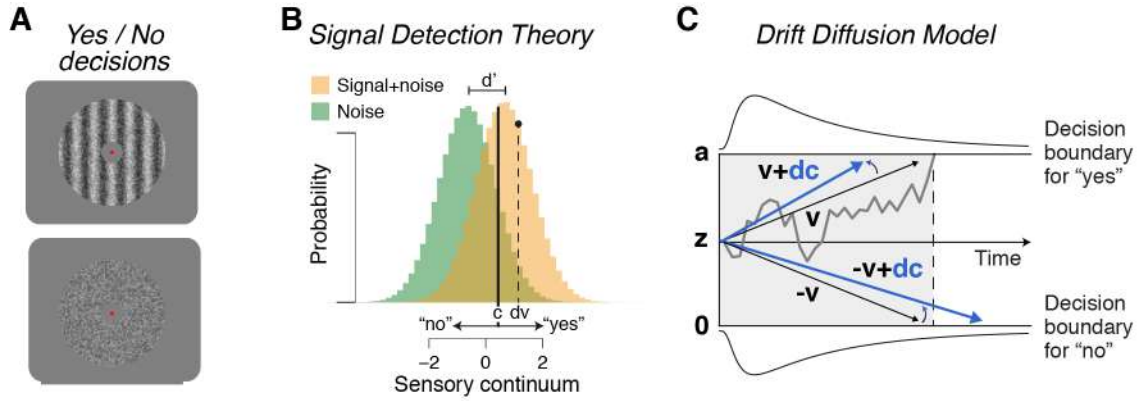 A
Yes / No
decisions
B
Signal Detection Theory
d'
Signal+noise
Noise
Probability
c dv
“no” “yes”
−2 0 2
Sensory continuum
C
Drift Diffusion Model
Decision
boundary
for “yes”
a
v+dc
v
z
Time
-v+dc
-v
0
Decision
boundary
for “no”